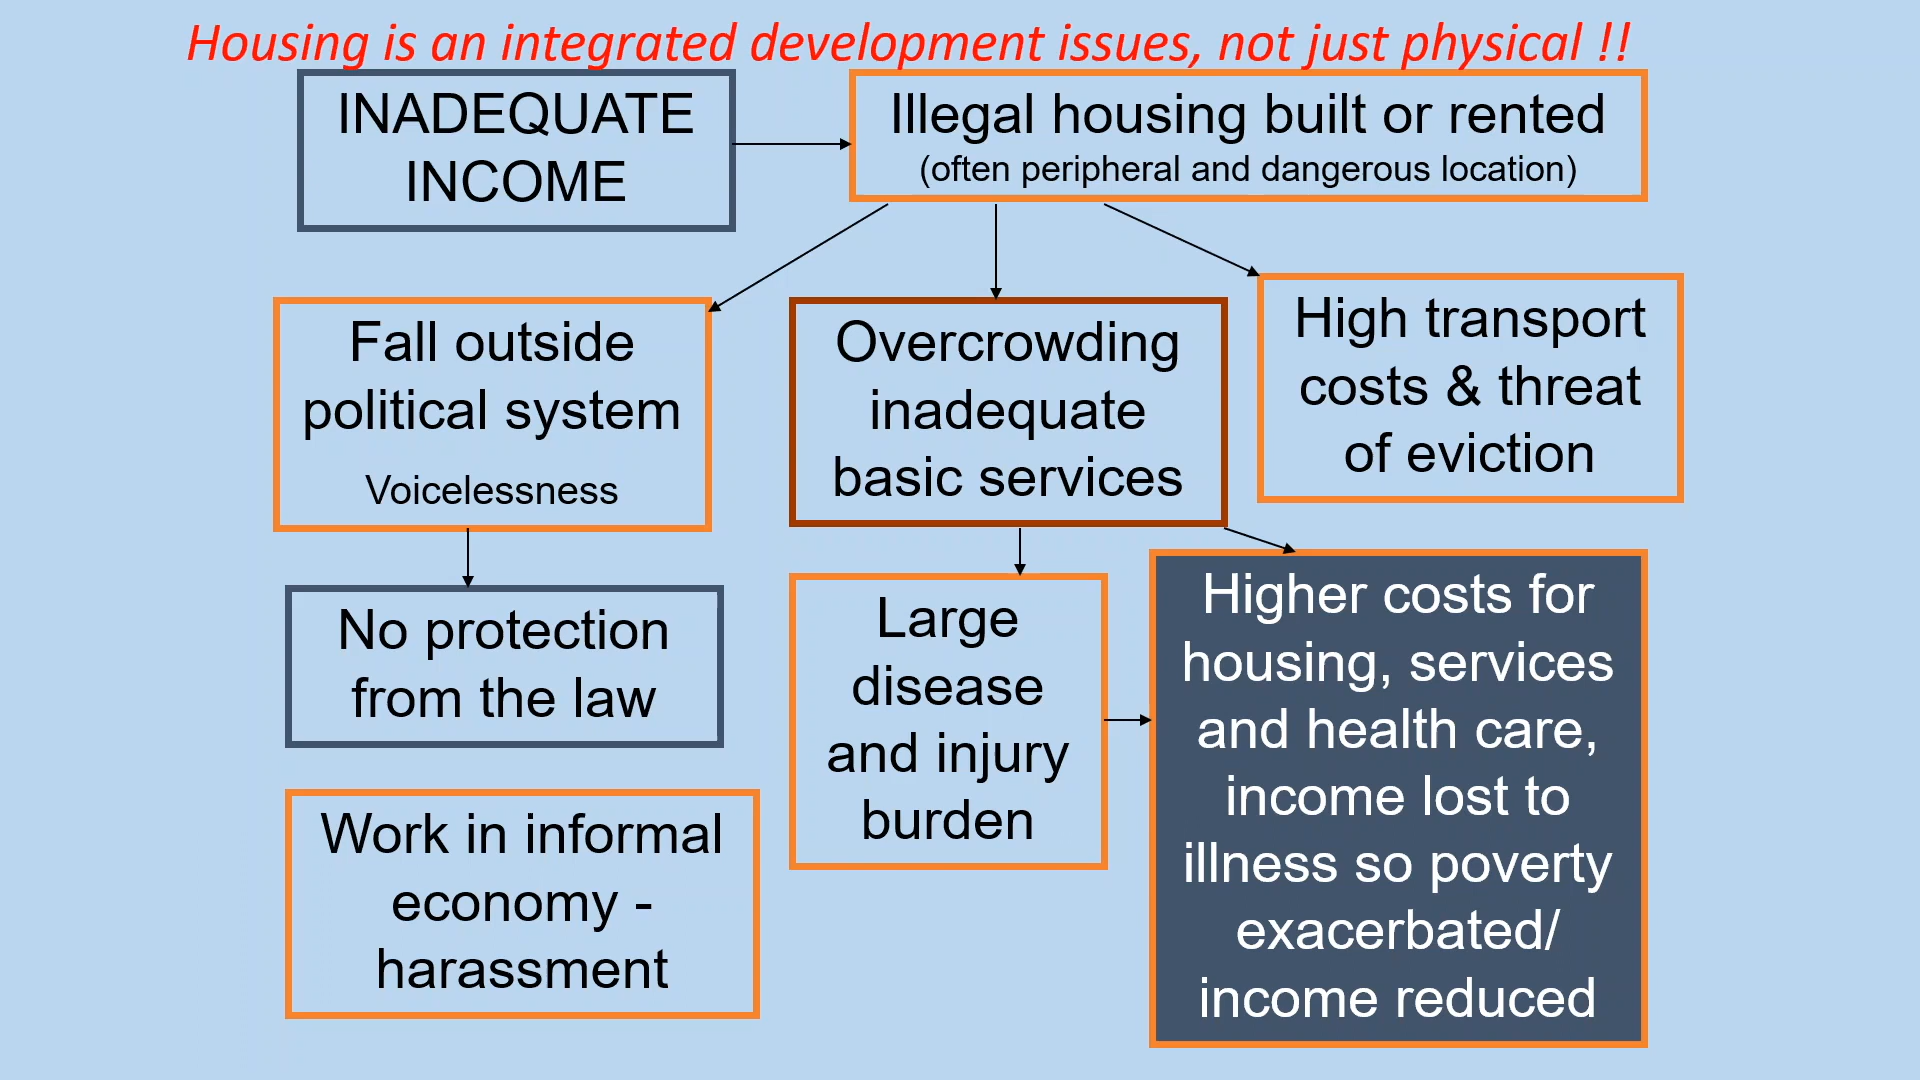 Housing is an integrated development issues, not just physical !!
INADEQUATE
INCOME
Illegal housing built or rented
(often peripheral and dangerous location)
Fall outside
political system
Voicelessness
Overcrowding
inadequate
basic services
High transport
costs & threat
of eviction
No protection
from the law
Large
disease
and injury
burden
Higher costs for
housing, services
and health care,
income lost to
illness so poverty
exacerbated/
income reduced
Work in informal
economy -
harassment